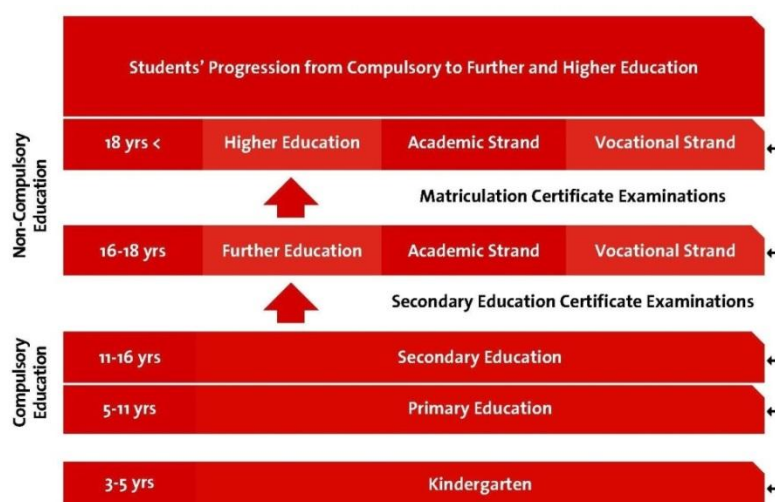 Students' Progression from Compulsory to Further and Higher Education
Non-Compulsory
Education
18 yrs < Higher Education Academic Strand Vocational Strand
Matriculation Certificate Examinations
16-18 yrs Further Education Academic Strand Vocational Strand
Secondary Education Certificate Examinations
Compulsory
Education
11-16 yrs Secondary Education
5-11 yrs Primary Education
3-5 yrs Kindergarten